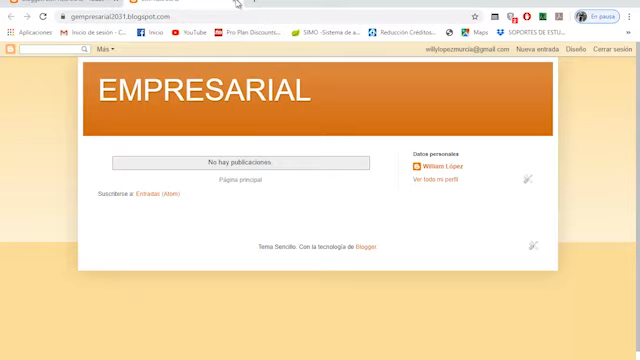 gempresarial2031.blogspot.com
En pausa
Aplicaciones
Inicio de sesión - C...
YouTube
Pro Plan Discounts...
SIMO -Sistema de a...
Inicio
Reducción Créditos...
Maps
SOPORTES DE ESTU...
Más
willylopezmurcia@gmail.com
Nueva entrada
Diseño
Cerrar sesión
EMPRESARIAL
No hay publicaciones.
Página principal
Suscribirse a: Entradas (Atom)
Datos personales
William López
Ver todo mi perfil
Tema Sencillo. Con la tecnología de Blogger.